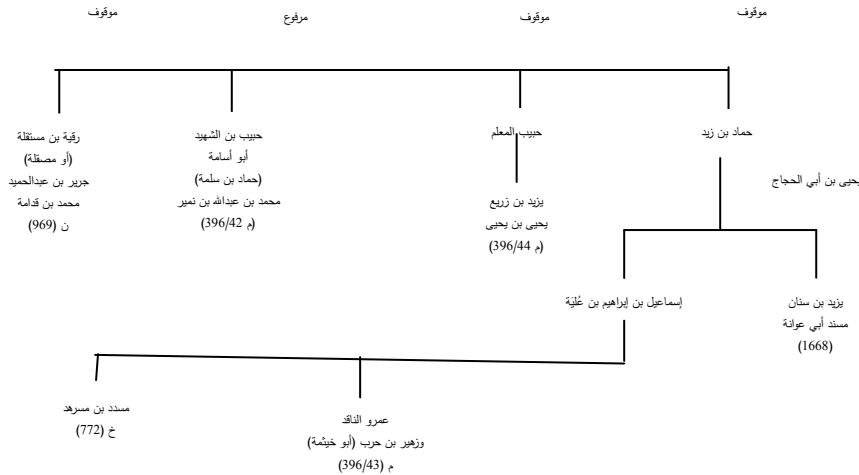 موقوف
موقوف
مرفوع
موقوف
حماد بن زيد
حبيب المعلم
حبيب بن الشهيد
أبو أسامة
(حماد بن سلمة)
محمد بن عبدالله بن نمير
(م 396/42)
رقية بن مستقلة
(أو مصقلة)
جرير بن عبدالحميد
محمد بن قدامة
ن (969)
يحيى بن أبي الحجاج
يزيد بن زريع
يحيى بن يحيى
(م 396/44)
يزيد بن سنان
مسند أبي عوانة
(1668)
إسماعيل بن إبراهيم بن عُليَة
عمرو الناقد
وزهير بن حرب (أبو خيثمة)
م (396/43)
مسدد بن مسرهد
خ (772)